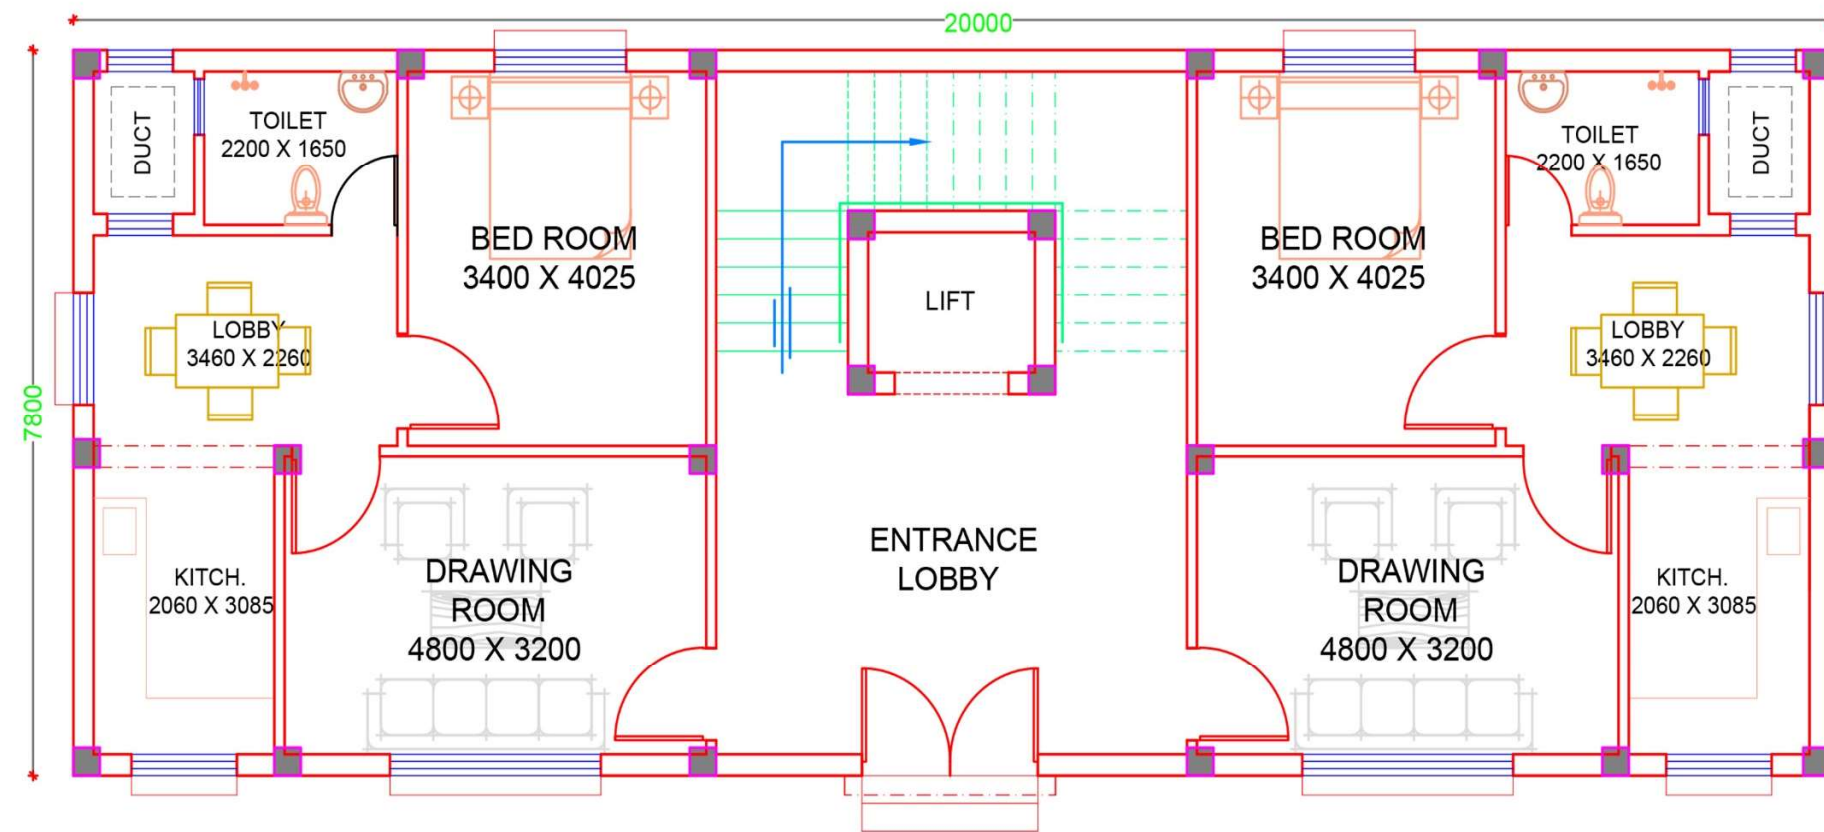 20000
7800
DUCT
TOILET
2200 X 1650
BED ROOM
3400 X 4025
LOBBY
3460 X 2260
KITCH.
2060 X 3085
DRAWING
ROOM
4800 X 3200
LIFT
ENTRANCE
LOBBY
BED ROOM
3400 X 4025
TOILET
2200 X 1650
DUCT
LOBBY
3460 X 2260
DRAWING
ROOM
4800 X 3200
KITCH.
2060 X 3085